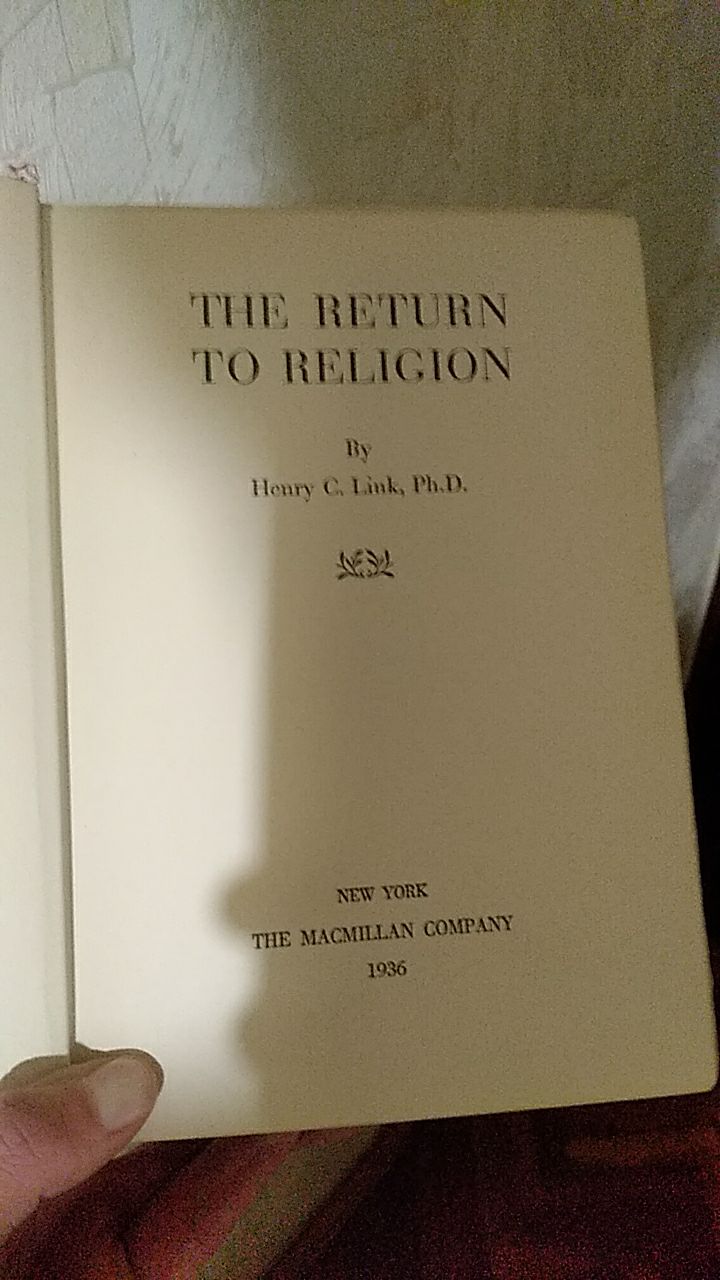 THE RETURN
TO RELIGION
By
Henry C. Link, Ph.D.
NEW YORK
THE MACMILLAN COMPANY
1936